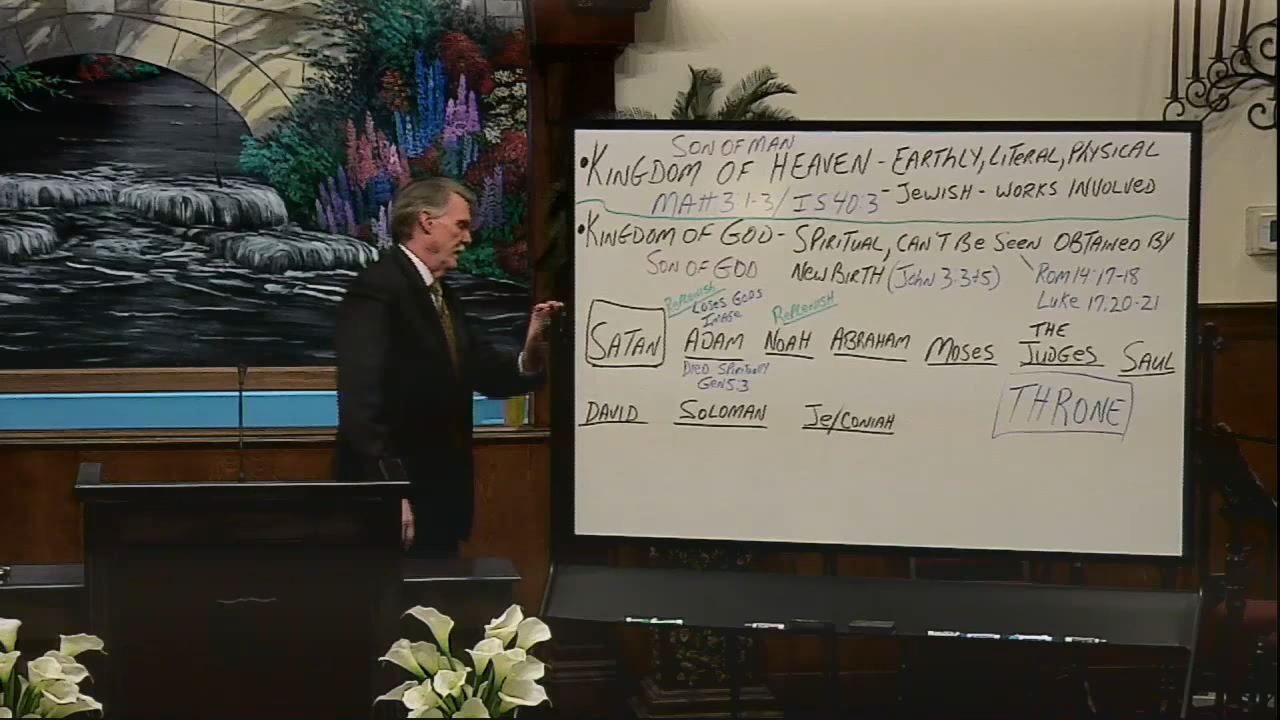 SON OF MAN
• KINGDOM OF HEAVEN - EARTHLY, LITERAL, PHYSICAL
MATT 3:1-3 / IS 40:3 - JEWISH - WORKS INVOLVED
• KINGDOM OF GOD - SPIRITUAL, CAN'T BE SEEN OBTAINED BY
SON OF GOD NEW BIRTH (John 3:3+5) Rom 14:17-18
Luke 17:20-21
Replenish LOSES GODS IMAGE Replenish
SATAN ADAM NOAH ABRAHAM MOSES THE JUDGES SAUL
DIED SPIRITUALLY
Gen 5:3
THRONE
DAVID SOLOMAN JE/CONIAH